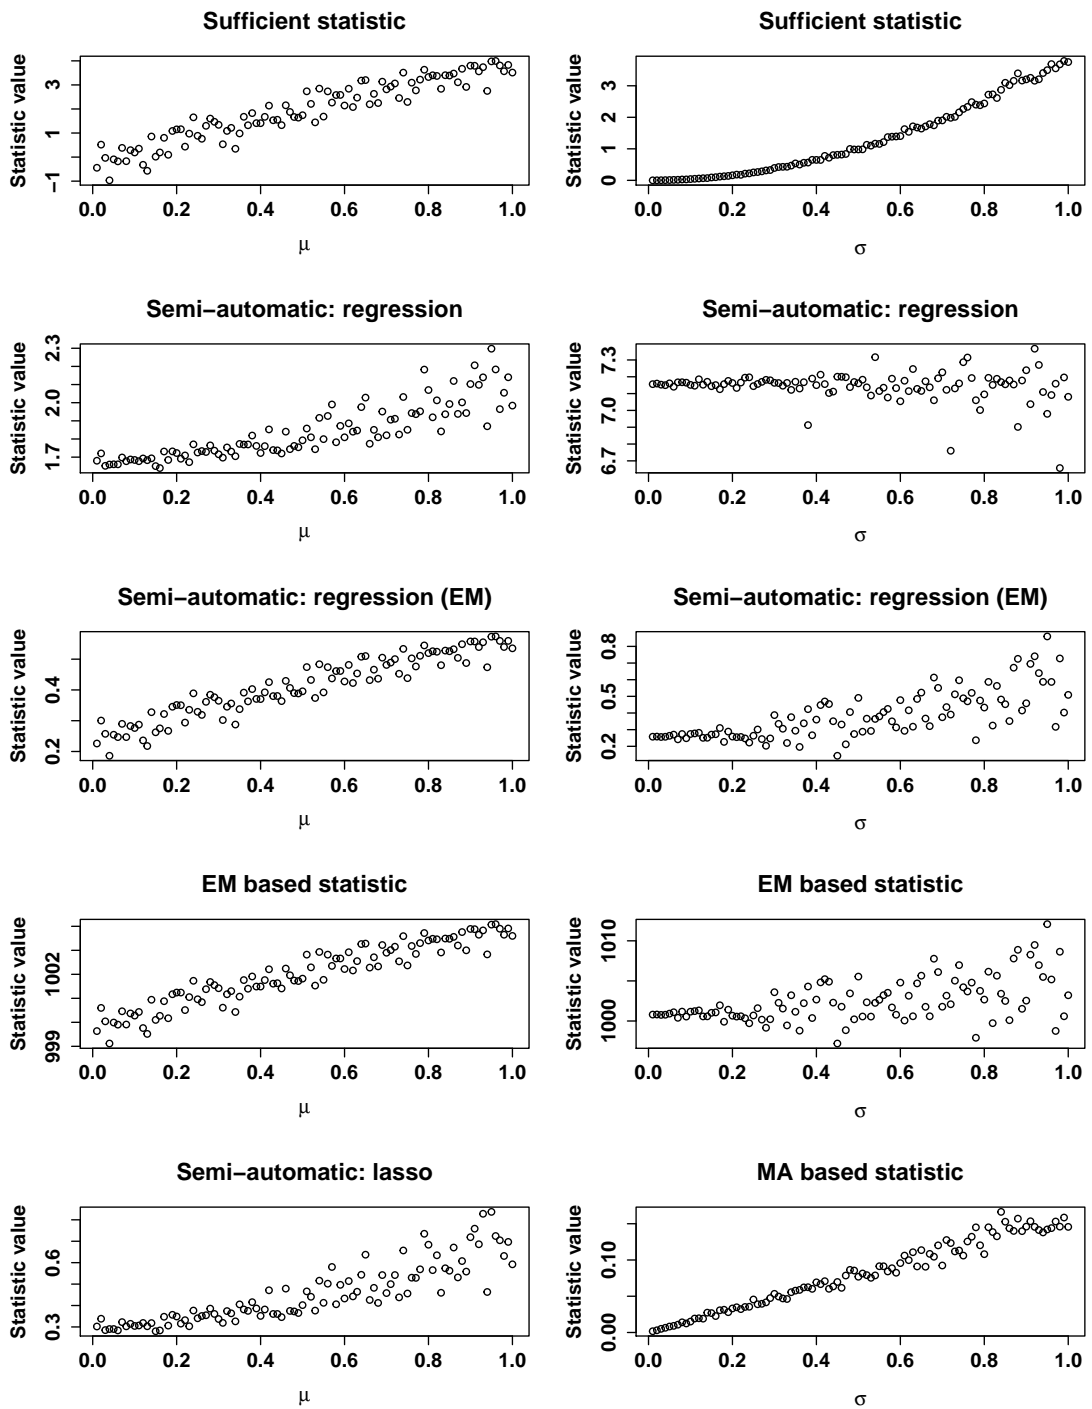 Sufficient statistic
Statistic value
−1 1 3
0.0 0.2 0.4 0.6 0.8 1.0
μ
Sufficient statistic
Statistic value
0 1 2 3
0.0 0.2 0.4 0.6 0.8 1.0
σ
Semi−automatic: regression
Statistic value
1.7 2.0 2.3
0.0 0.2 0.4 0.6 0.8 1.0
μ
Semi−automatic: regression
Statistic value
6.7 7.0 7.3
0.0 0.2 0.4 0.6 0.8 1.0
σ
Semi−automatic: regression (EM)
Statistic value
0.2 0.4
0.0 0.2 0.4 0.6 0.8 1.0
μ
Semi−automatic: regression (EM)
Statistic value
0.2 0.5 0.8
0.0 0.2 0.4 0.6 0.8 1.0
σ
EM based statistic
Statistic value
999 1002
0.0 0.2 0.4 0.6 0.8 1.0
μ
EM based statistic
Statistic value
1000 1010
0.0 0.2 0.4 0.6 0.8 1.0
σ
Semi−automatic: lasso
Statistic value
0.3 0.6
0.0 0.2 0.4 0.6 0.8 1.0
μ
MA based statistic
Statistic value
0.00 0.10
0.0 0.2 0.4 0.6 0.8 1.0
σ